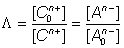 Λ = [C₀ⁿ⁺] / [Cⁿ⁺] = [Aⁿ⁻] / [A₀ⁿ⁻]